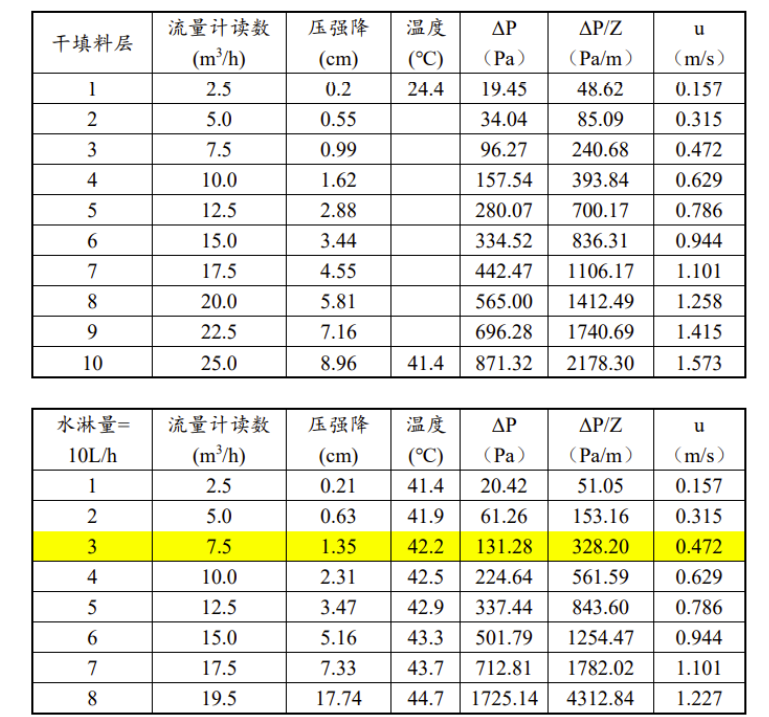 干填料层 流量计读数 (m³/h) 压强降 (cm) 温度 (℃) ΔP （Pa） ΔP/Z （Pa/m） u （m/s）
1 2.5 0.2 24.4 19.45 48.62 0.157
2 5.0 0.55 34.04 85.09 0.315
3 7.5 0.99 96.27 240.68 0.472
4 10.0 1.62 157.54 393.84 0.629
5 12.5 2.88 280.07 700.17 0.786
6 15.0 3.44 334.52 836.31 0.944
7 17.5 4.55 442.47 1106.17 1.101
8 20.0 5.81 565.00 1412.49 1.258
9 22.5 7.16 696.28 1740.69 1.415
10 25.0 8.96 41.4 871.32 2178.30 1.573
水淋量= 10L/h 流量计读数 (m³/h) 压强降 (cm) 温度 (℃) ΔP （Pa） ΔP/Z （Pa/m） u （m/s）
1 2.5 0.21 41.4 20.42 51.05 0.157
2 5.0 0.63 41.9 61.26 153.16 0.315
3 7.5 1.35 42.2 131.28 328.20 0.472
4 10.0 2.31 42.5 224.64 561.59 0.629
5 12.5 3.47 42.9 337.44 843.60 0.786
6 15.0 5.16 43.3 501.79 1254.47 0.944
7 17.5 7.33 43.7 712.81 1782.02 1.101
8 19.5 17.74 44.7 1725.14 4312.84 1.227